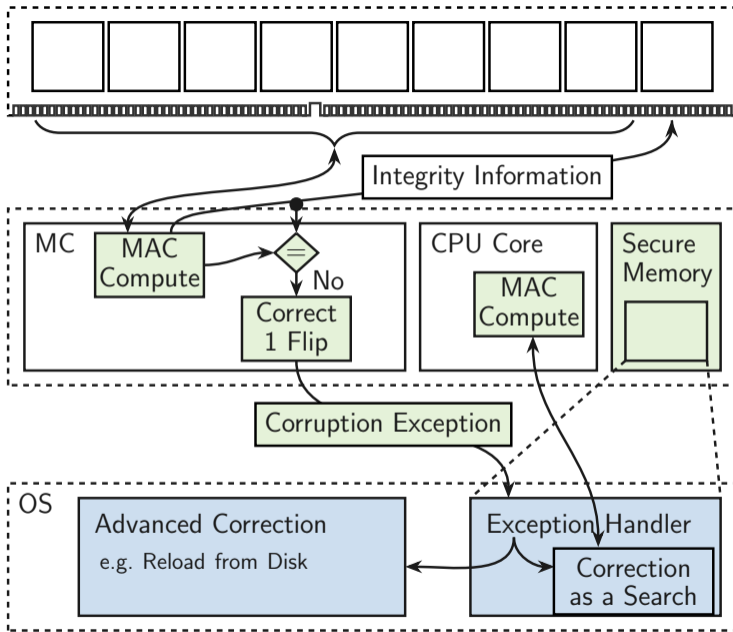 Integrity Information
MC
MAC
Compute
=
No
Correct
1 Flip
CPU Core
MAC
Compute
Secure
Memory
Corruption Exception
OS
Advanced Correction
e.g. Reload from Disk
Exception Handler
Correction
as a Search